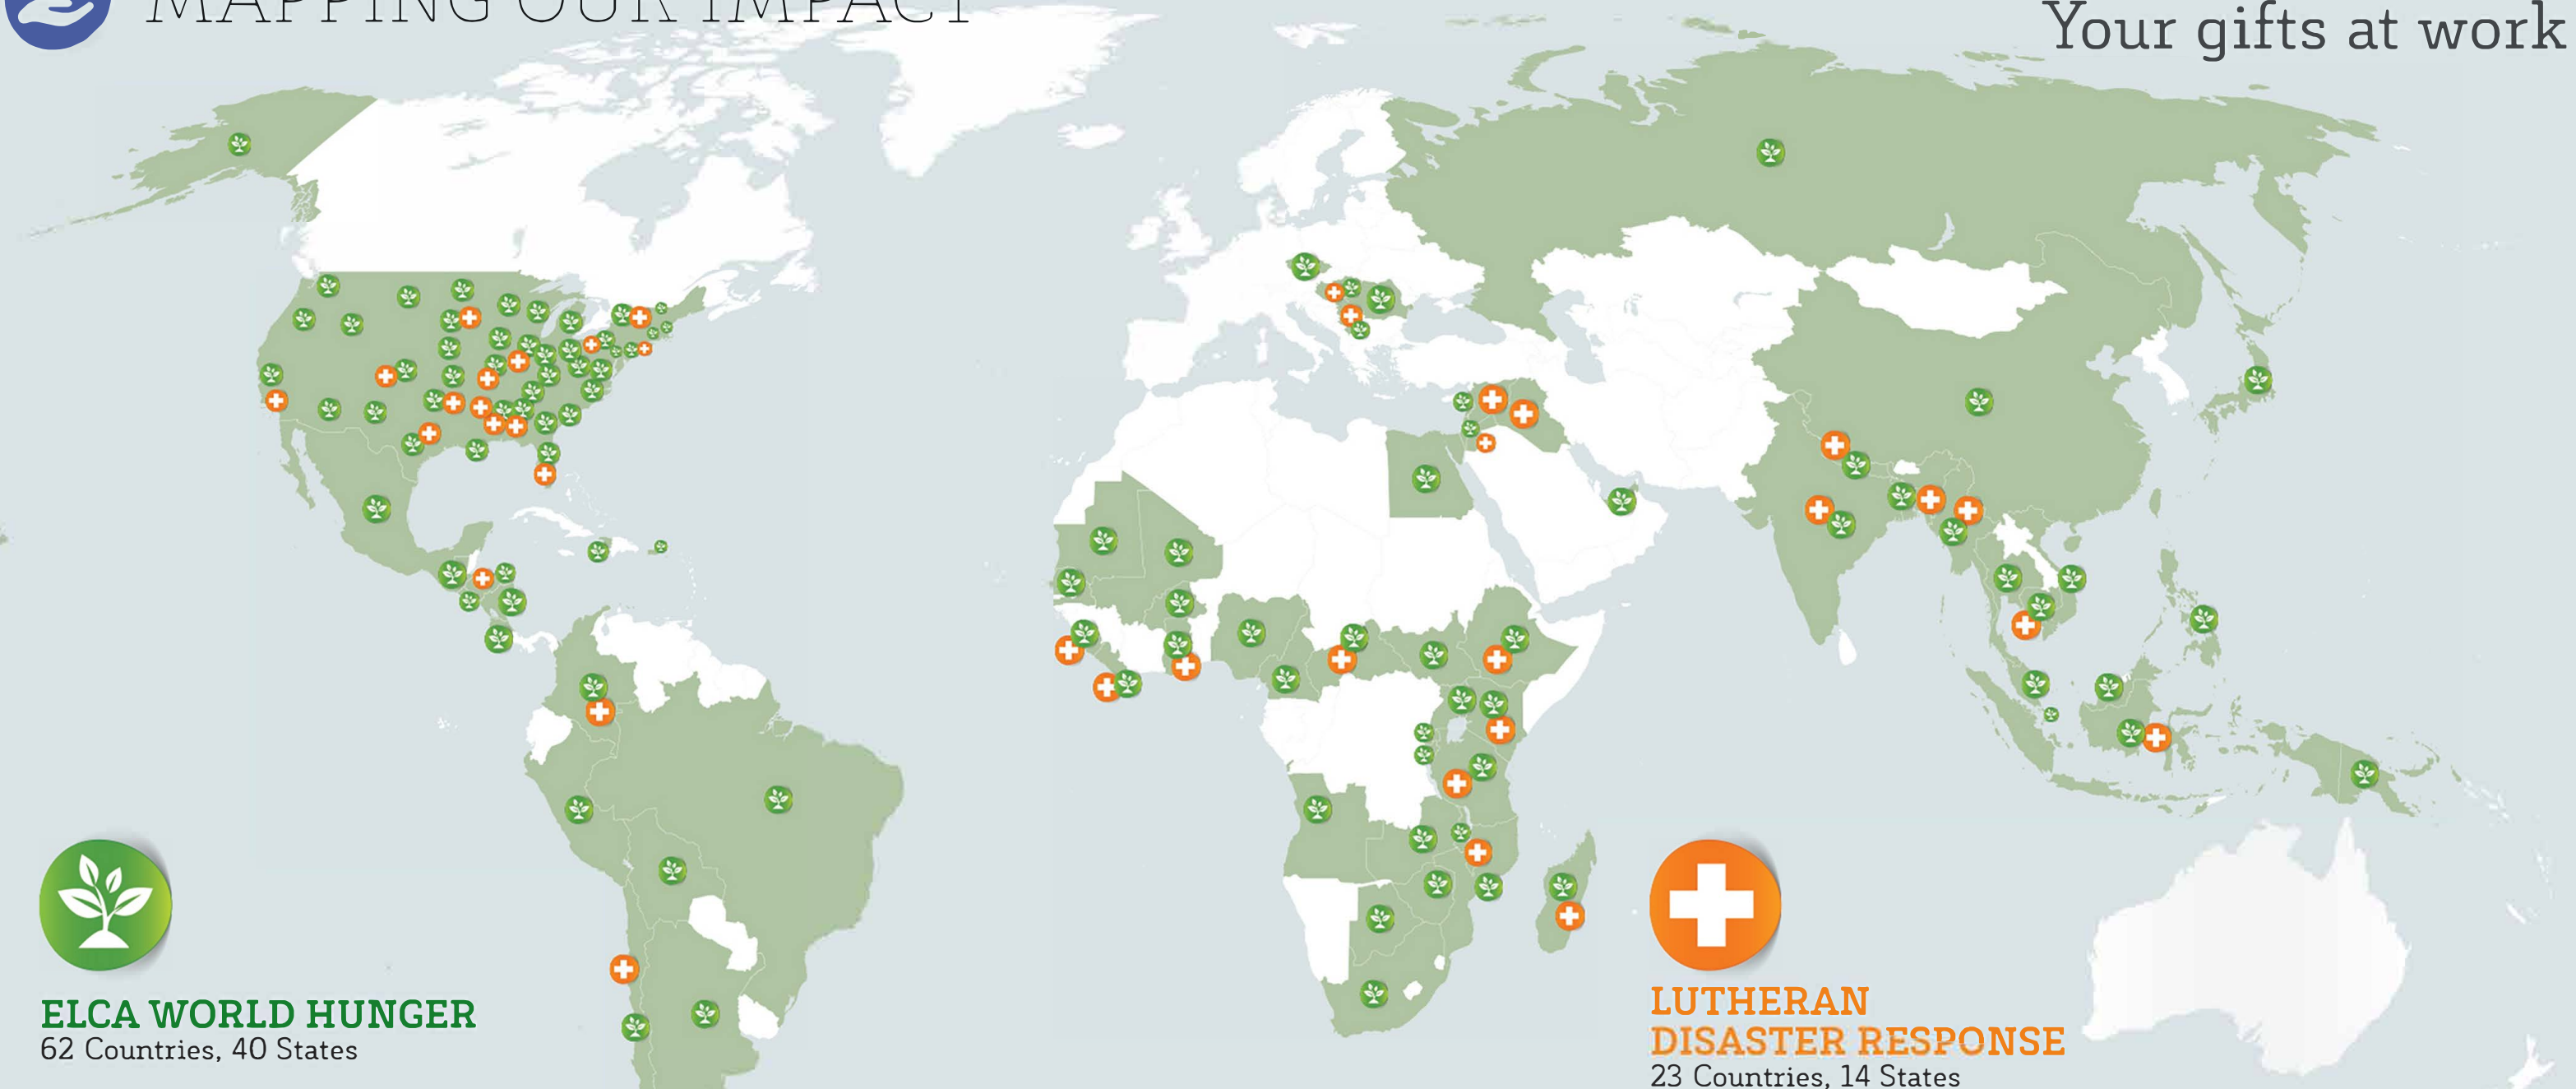 MAPPING OUR IMPACT
Your gifts at work
ELCA WORLD HUNGER
62 Countries, 40 States
LUTHERAN
DISASTER RESPONSE
23 Countries, 14 States